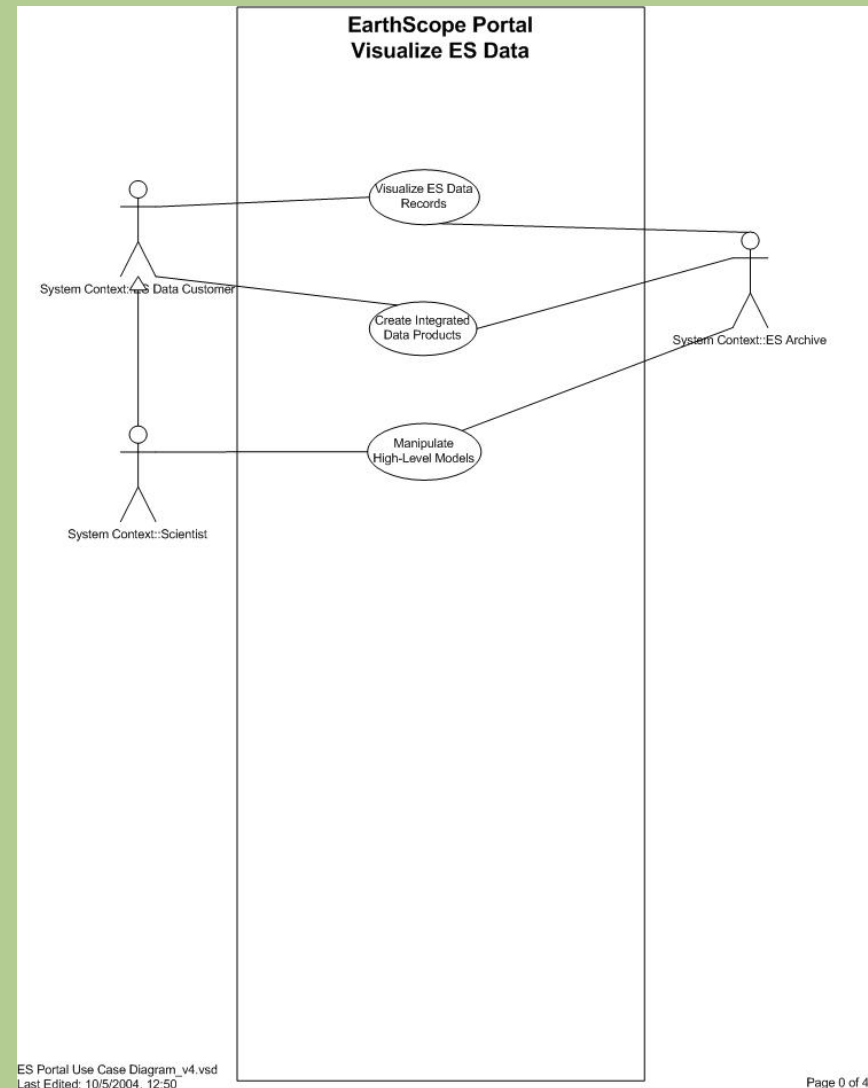 EarthScope Portal
Visualize ES Data
Visualize ES Data
Records
System Context::ES Data Customer
Create Integrated
Data Products
System Context::ES Archive
Manipulate
High-Level Models
System Context::Scientist
ES Portal Use Case Diagram_v4.vsd
Last Edited: 10/5/2004, 12:50
Page 0 of 4